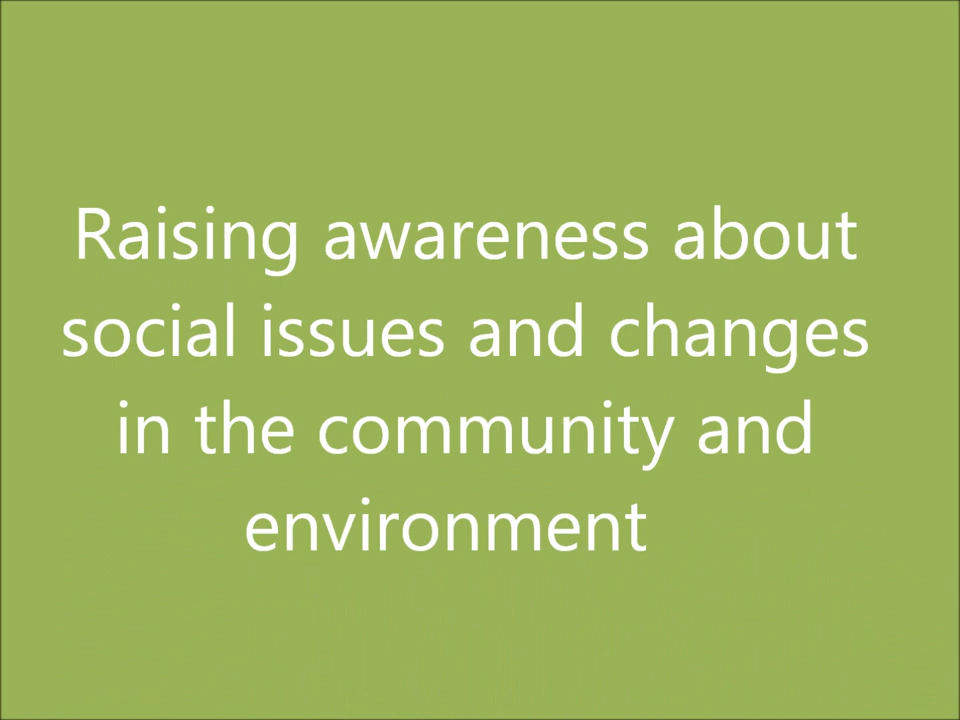 Raising awareness about
social issues and changes
in the community and
environment